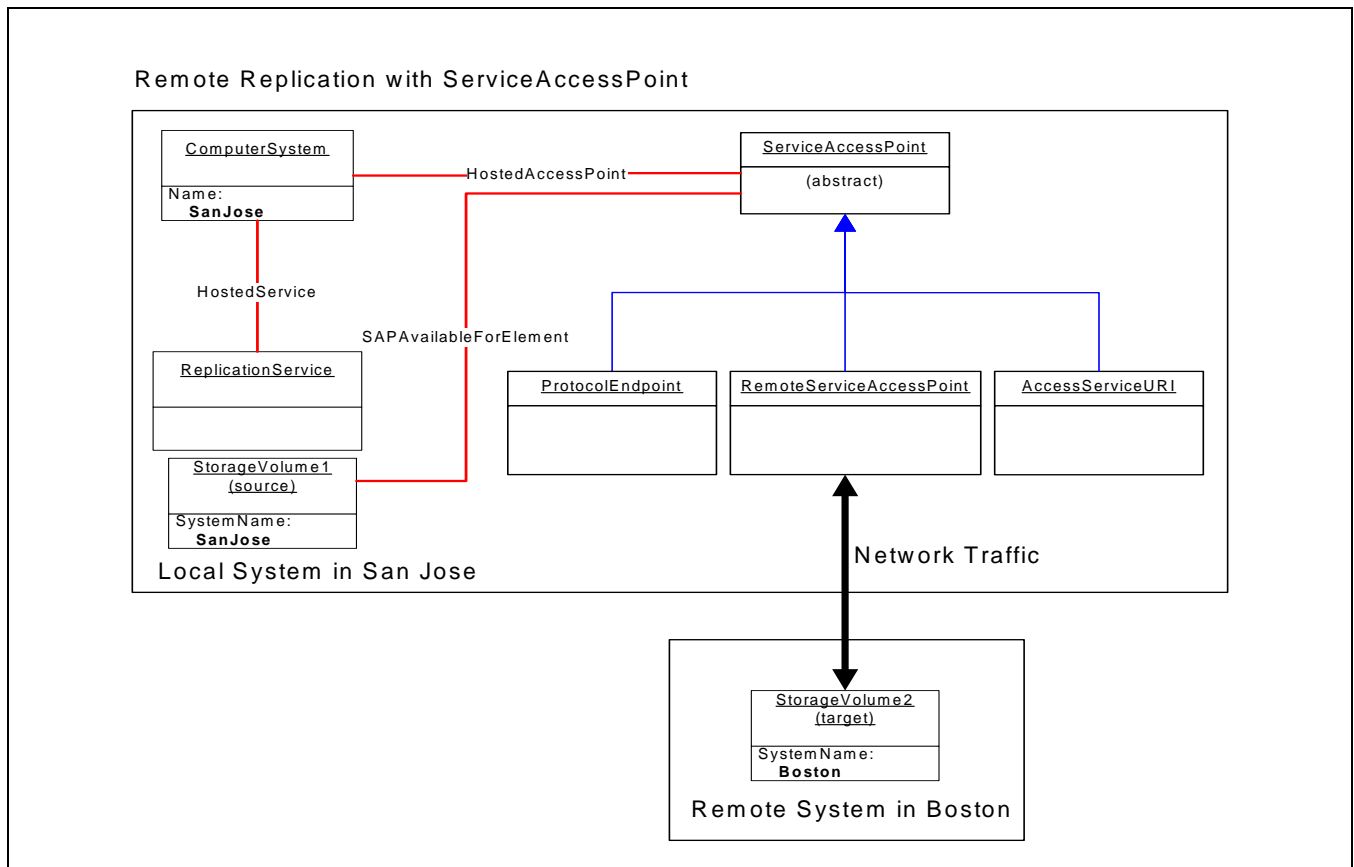 Remote Replication with ServiceAccessPoint
ComputerSystem
Name:
SanJose
HostedAccessPoint
ServiceAccessPoint
(abstract)
HostedService
SAPAvailableForElement
ReplicationService
ProtocolEndpoint
RemoteServiceAccessPoint
AccessServiceURI
StorageVolume1
(source)
SystemName:
SanJose
Local System in San Jose
Network Traffic
StorageVolume2
(target)
SystemName:
Boston
Remote System in Boston